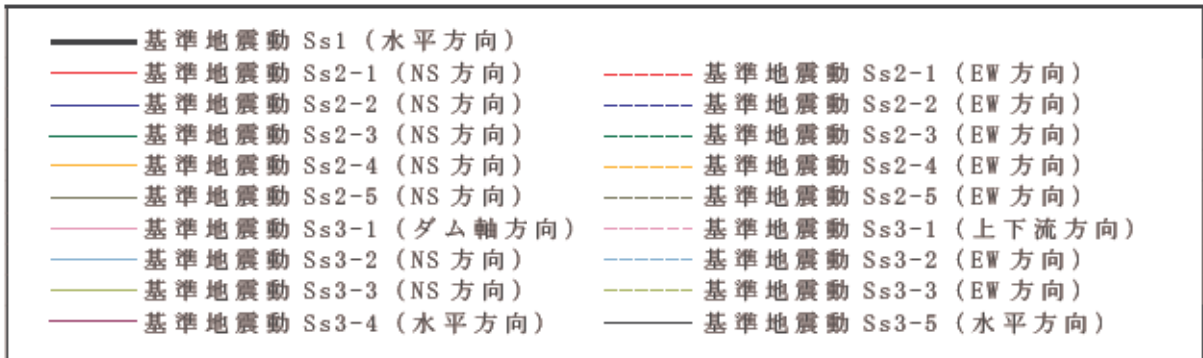 基準地震動 Ss1 (水平方向)
基準地震動 Ss2-1 (NS 方向) 基準地震動 Ss2-1 (EW 方向)
基準地震動 Ss2-2 (NS 方向) 基準地震動 Ss2-2 (EW 方向)
基準地震動 Ss2-3 (NS 方向) 基準地震動 Ss2-3 (EW 方向)
基準地震動 Ss2-4 (NS 方向) 基準地震動 Ss2-4 (EW 方向)
基準地震動 Ss2-5 (NS 方向) 基準地震動 Ss2-5 (EW 方向)
基準地震動 Ss3-1 (ダム軸方向) 基準地震動 Ss3-1 (上下流方向)
基準地震動 Ss3-2 (NS 方向) 基準地震動 Ss3-2 (EW 方向)
基準地震動 Ss3-3 (NS 方向) 基準地震動 Ss3-3 (EW 方向)
基準地震動 Ss3-4 (水平方向) 基準地震動 Ss3-5 (水平方向)